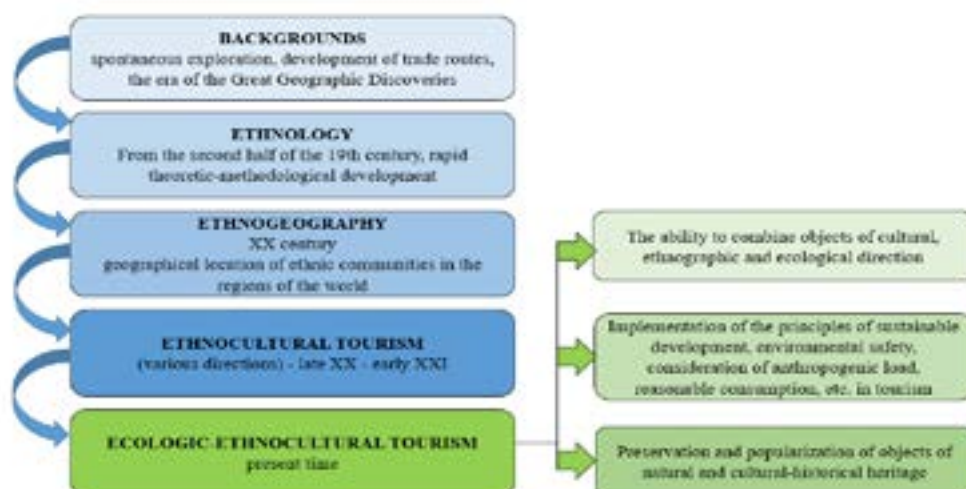 BACKGROUNDS
spontaneous exploration, development of trade routes,
the era of the Great Geographic Discoveries
ETHNOLOGY
From the second half of the 19th century, rapid
theoretic-methodological development
ETHNOGEOGRAPHY
XX century
geographical location of ethnic communities in the
regions of the world
ETHNOCULTURAL TOURISM
(various directions) - late XX - early XXI
ECOLOGIC-ETHNOCULTURAL TOURISM
present time
The ability to combine objects of cultural,
ethnographic and ecological direction
Implementation of the principles of sustainable
development, environmental safety,
consideration of anthropogenic load,
reasonable consumption, etc. in tourism
Preservation and popularization of objects of
natural and cultural-historical heritage